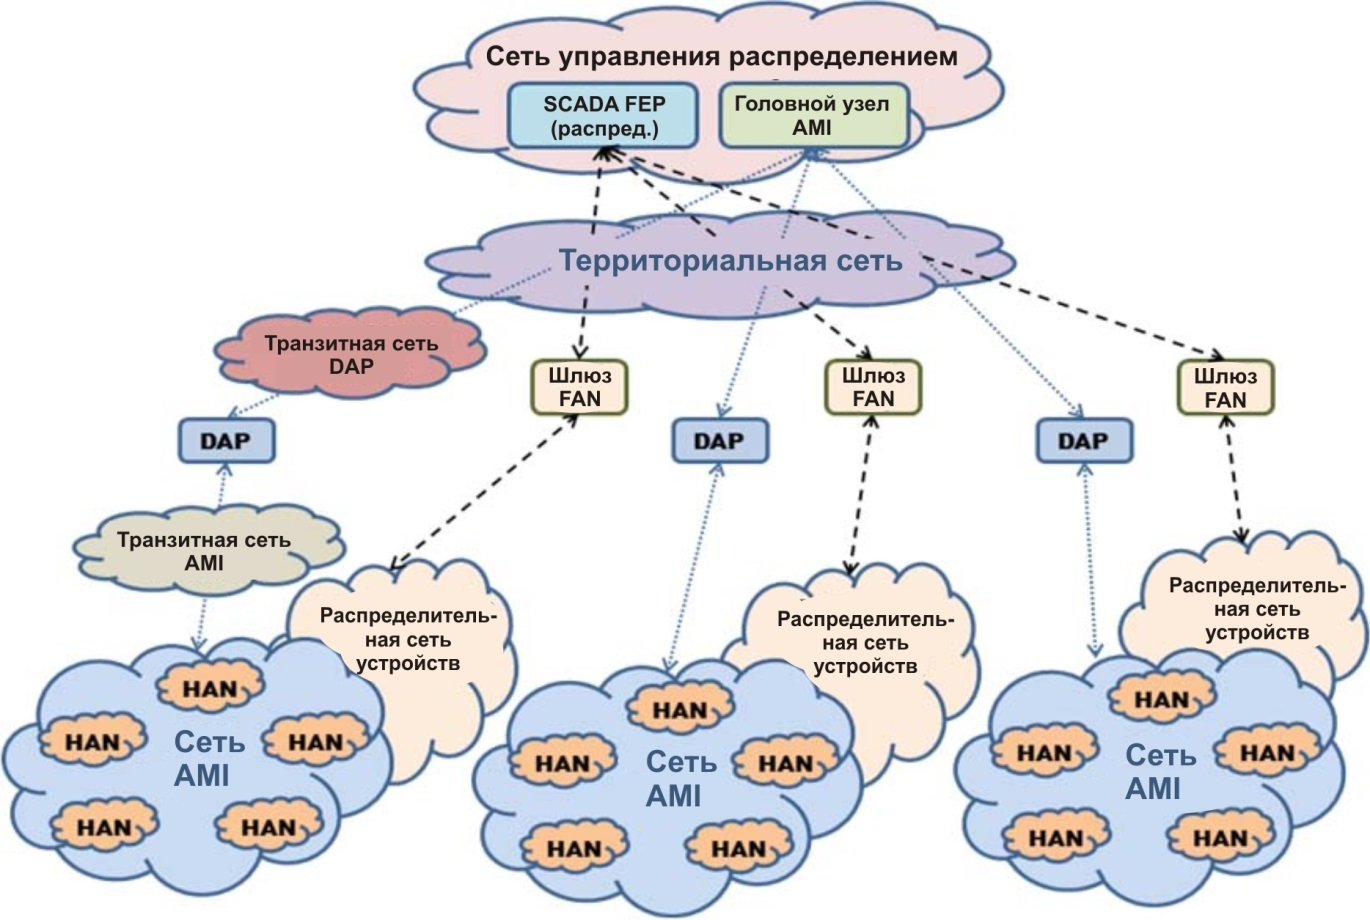 Сеть управления распределением
SCADA FEP
(распред.)
Головной узел
AMI
Территориальная сеть
Транзитная сеть
DAP
Шлюз
FAN
Шлюз
FAN
Шлюз
FAN
DAP
DAP
DAP
Транзитная сеть
AMI
Распределитель-
ная сеть
устройств
Распределитель-
ная сеть
устройств
Распределитель-
ная сеть
устройств
HAN
HAN
HAN
Сеть
AMI
HAN
HAN
HAN
HAN
HAN
Сеть
AMI
HAN
HAN
HAN
HAN
HAN
Сеть
AMI
HAN
HAN